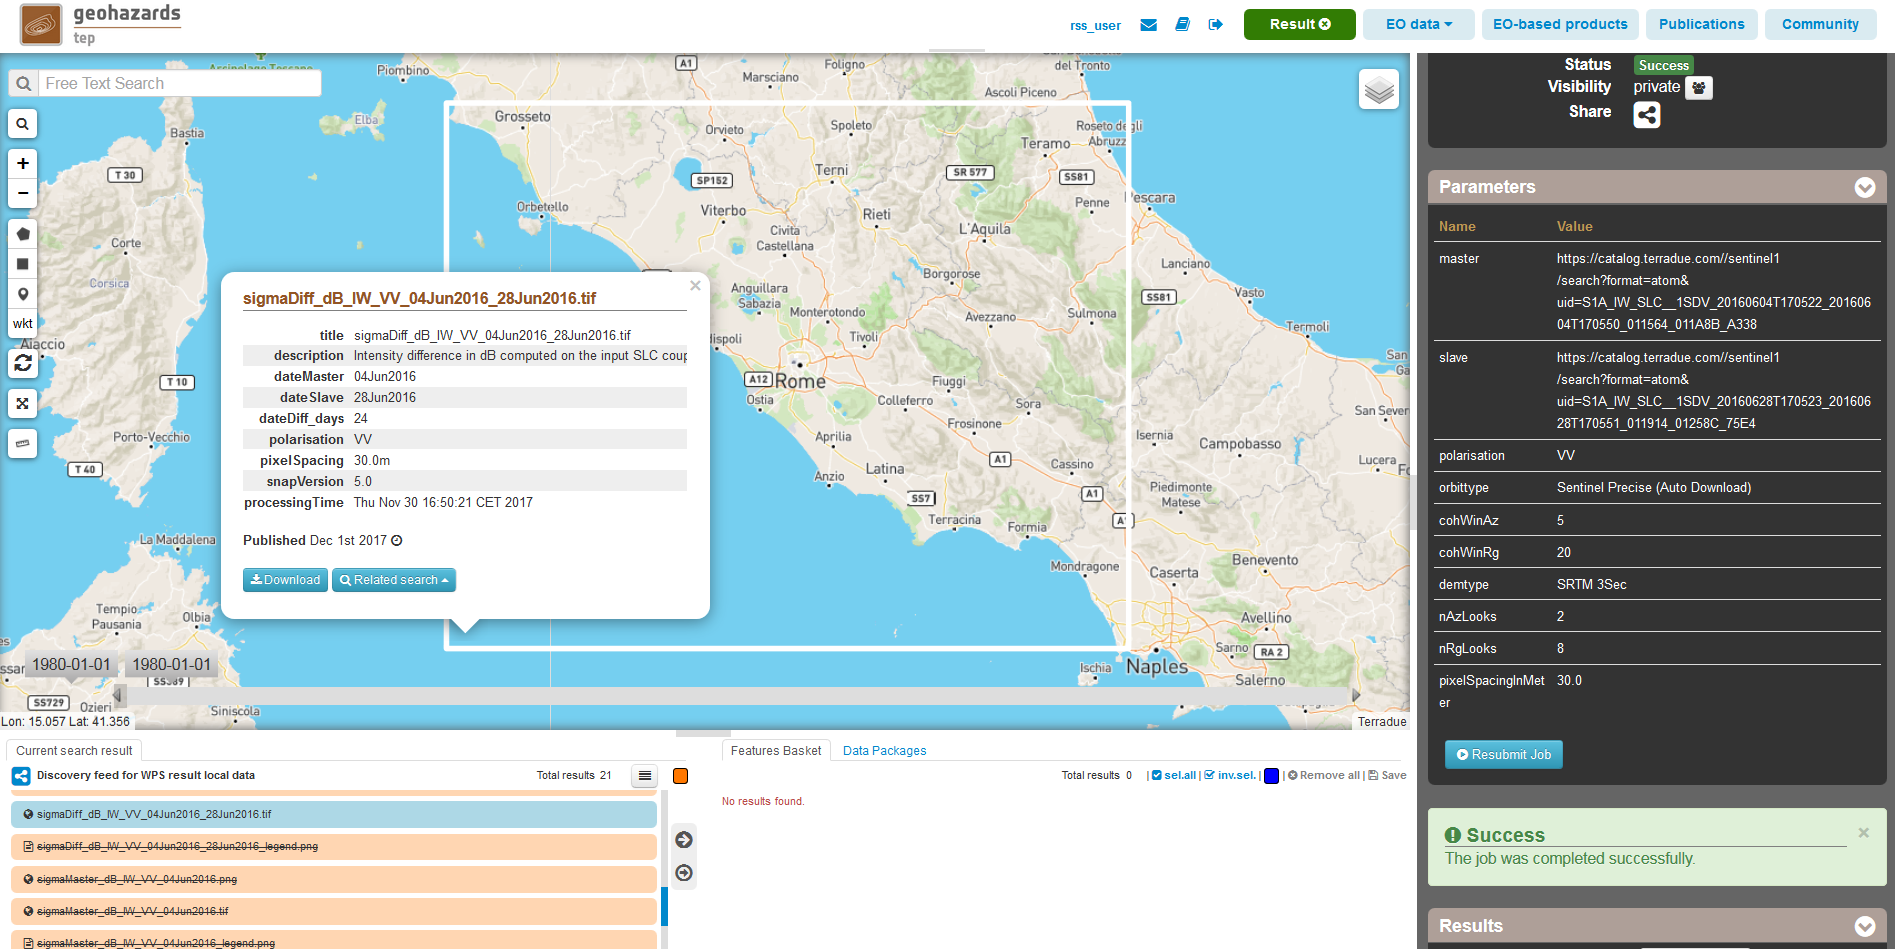 geohazards
tep
rss_user
Result
EO data
EO-based products
Publications
Community
Free Text Search
wkt
Arcipelago Toscano
Piombino
Elba
Bastia
T 30
Corte
Corsica
Ajaccio
T 10
Porto-Vecchio
T 40
La Maddalena
Tempio
Pausania
Olbia
SS729
Ozieri
SS389
Siniscola
A1
Marsciano
Foligno
del Tronto
Ascoli Piceno
Grosseto
Orvieto
Spoleto
Roseto degli
Abruzzi
Teramo
SP152
Terni
SR 577
SS81
Penne
Pescara
Orbetello
Viterbo
Rieti
L'Aquila
Civita
Castellana
Lanciano
Borgorose
Anguillara
Sabazia
Monterotondo
Avezzano
Sulmona
SS81
Vasto
Termoli
Tivoli
A12
Rome
Ostia
Fiuggi
Colleferro
Sora
San Sever
Aprilia
Frosinone
Isernia
Campobasso
Latina
A1
Cassino
Lucera
Anzio
SS7
A1
Piedimonte
Matese
Terracina
Formia
Mondragone
Caserta
Benevento
Avellino
Sarno
RA 2
Ischia
Naples
Salerno
sigmaDiff_dB_IW_VV_04Jun2016_28Jun2016.tif
title sigmaDiff_dB_IW_VV_04Jun2016_28Jun2016.tif
description Intensity difference in dB computed on the input SLC coup
dateMaster 04Jun2016
dateSlave 28Jun2016
dateDiff_days 24
polarisation VV
pixelSpacing 30.0m
snapVersion 5.0
processingTime Thu Nov 30 16:50:21 CET 2017
Published Dec 1st 2017
Download
Related search
1980-01-01
1980-01-01
Lon: 15.057 Lat: 41.356
Terradue
Current search result
Discovery feed for WPS result local data
Total results 21
sigmaDiff_dB_IW_VV_04Jun2016_28Jun2016.tif
sigmaDiff_dB_IW_VV_04Jun2016_28Jun2016_legend.png
sigmaMaster_dB_IW_VV_04Jun2016.png
sigmaMaster_dB_IW_VV_04Jun2016.tif
sigmaMaster_dB_IW_VV_04Jun2016_legend.png
Features Basket
Data Packages
Total results 0
| sel.all | inv.sel. | | Remove all | Save
No results found.
Status Success
Visibility private
Share
Parameters
Name Value
master https://catalog.terradue.com//sentinel1
/search?format=atom&
uid=S1A_IW_SLC__1SDV_20160604T170522_201606
04T170550_011564_011A8B_A338
slave https://catalog.terradue.com//sentinel1
/search?format=atom&
uid=S1A_IW_SLC__1SDV_20160628T170523_201606
28T170551_011914_01258C_75E4
polarisation VV
orbittype Sentinel Precise (Auto Download)
cohWinAz 5
cohWinRg 20
demtype SRTM 3Sec
nAzLooks 2
nRgLooks 8
pixelSpacingInMet 30.0
er
Resubmit Job
Success
The job was completed successfully.
Results